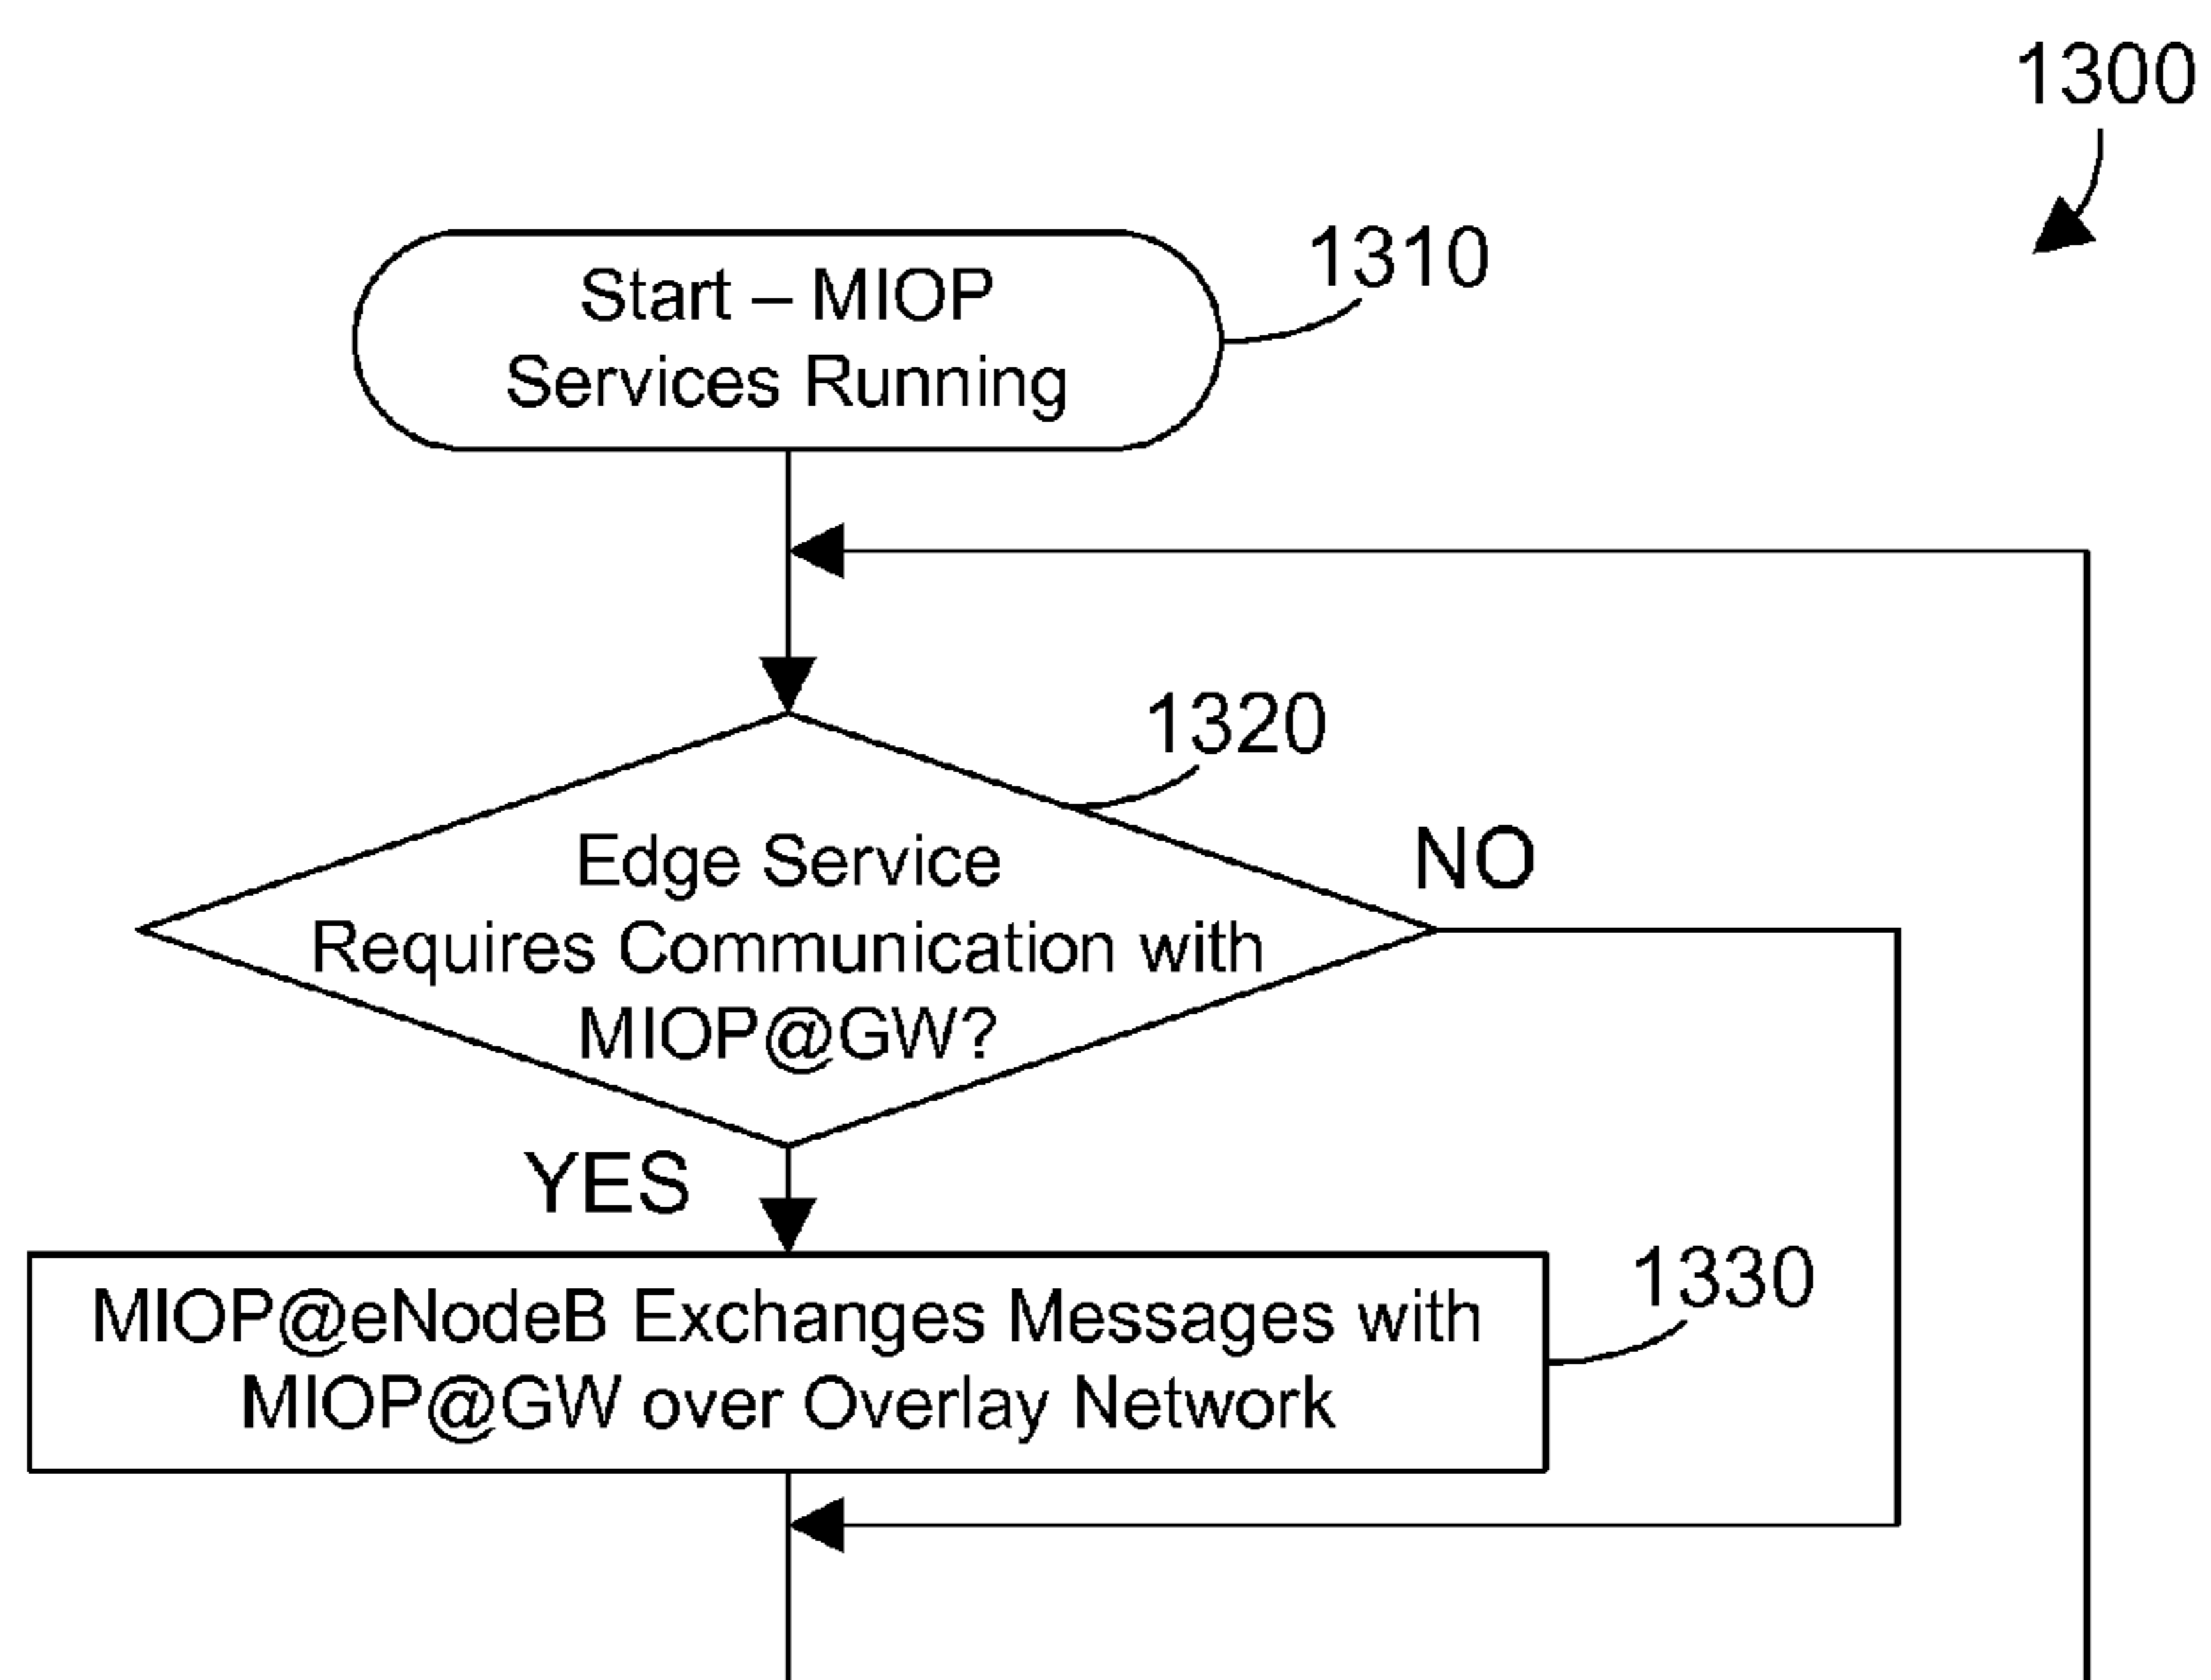 1300
Start – MIOP
Services Running
1310
1320
Edge Service
Requires Communication with
MIOP@GW?
NO
YES
MIOP@eNodeB Exchanges Messages with
MIOP@GW over Overlay Network
1330